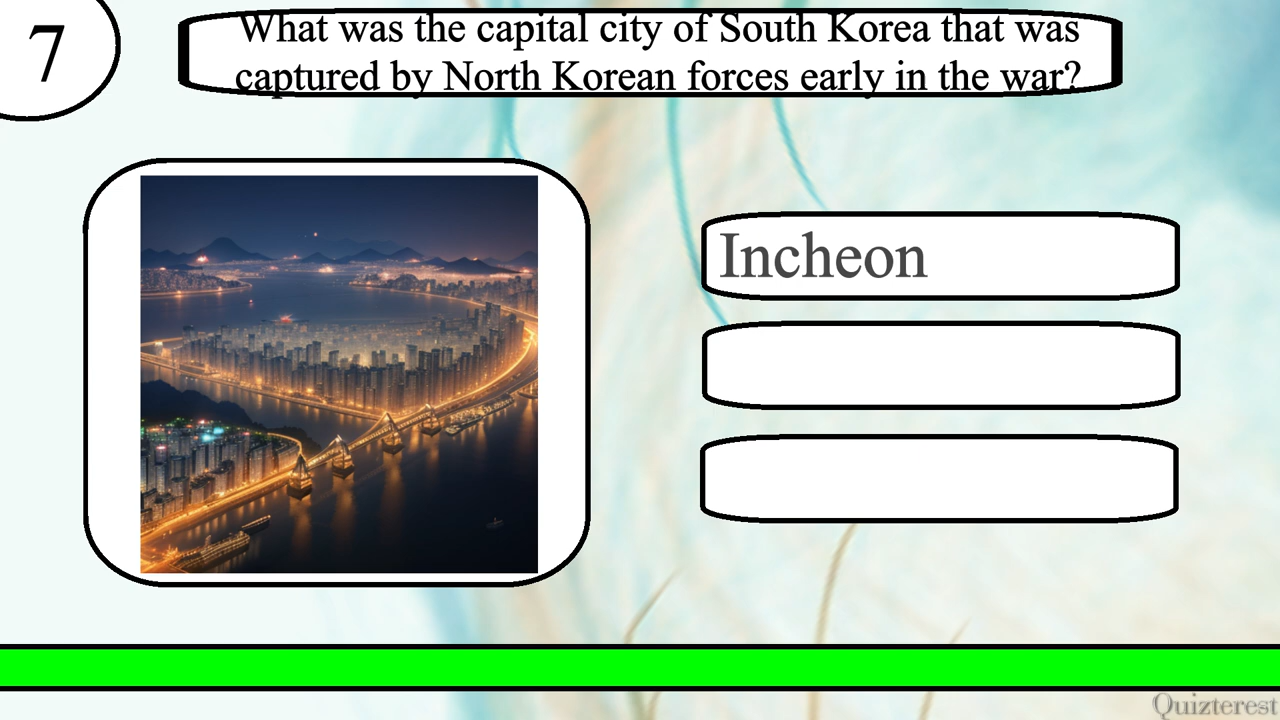 7
What was the capital city of South Korea that was
captured by North Korean forces early in the war?
Incheon
Quizterest